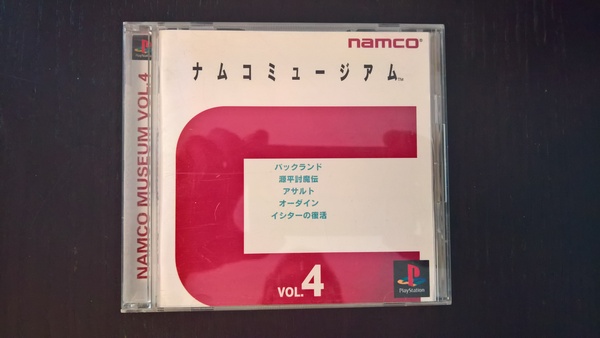 namco®
ナムコミュージアム™
パックランド
源平討魔伝
アサルト
オーダイン
イシターの復活
VOL.4
PlayStation
NAMCO MUSEUM VOL.4